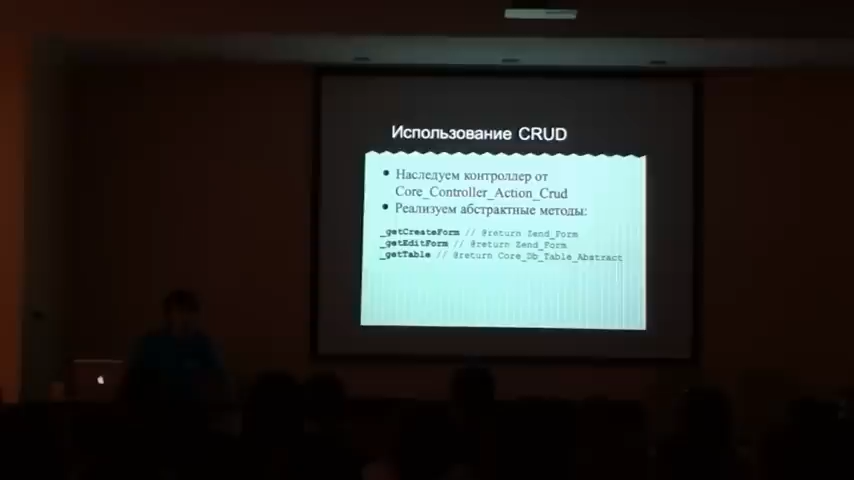 Использование CRUD
Наследуем контроллер от
Core_Controller_Action_Crud
Реализуем абстрактные методы:
_getCreateForm // @return Zend_Form
_getEditForm // @return Zend_Form
_getTable // @return Core_Db_Table_Abstract